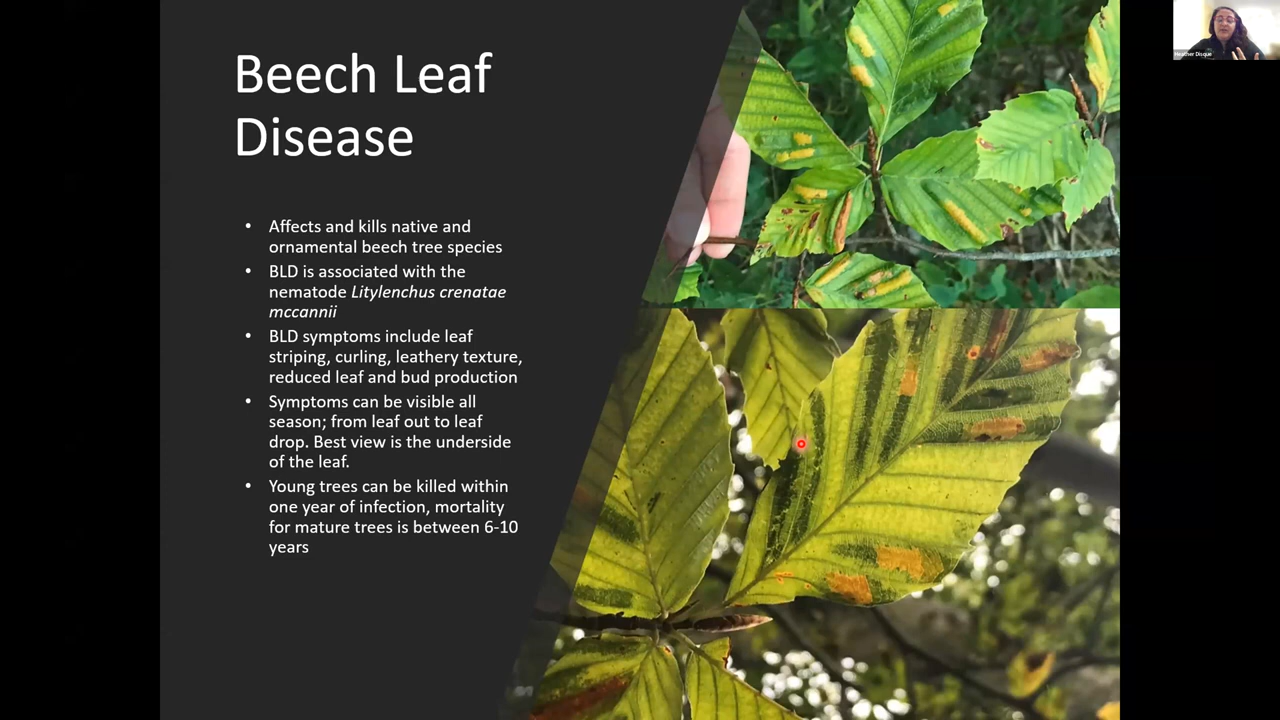 Beech Leaf
Disease
• Affects and kills native and
ornamental beech tree species
• BLD is associated with the
nematode Litylenchus crenatae
mccannii
• BLD symptoms include leaf
striping, curling, leathery texture,
reduced leaf and bud production
• Symptoms can be visible all
season; from leaf out to leaf
drop. Best view is the underside
of the leaf.
• Young trees can be killed within
one year of infection, mortality
for mature trees is between 6-10
years
Heather Disque